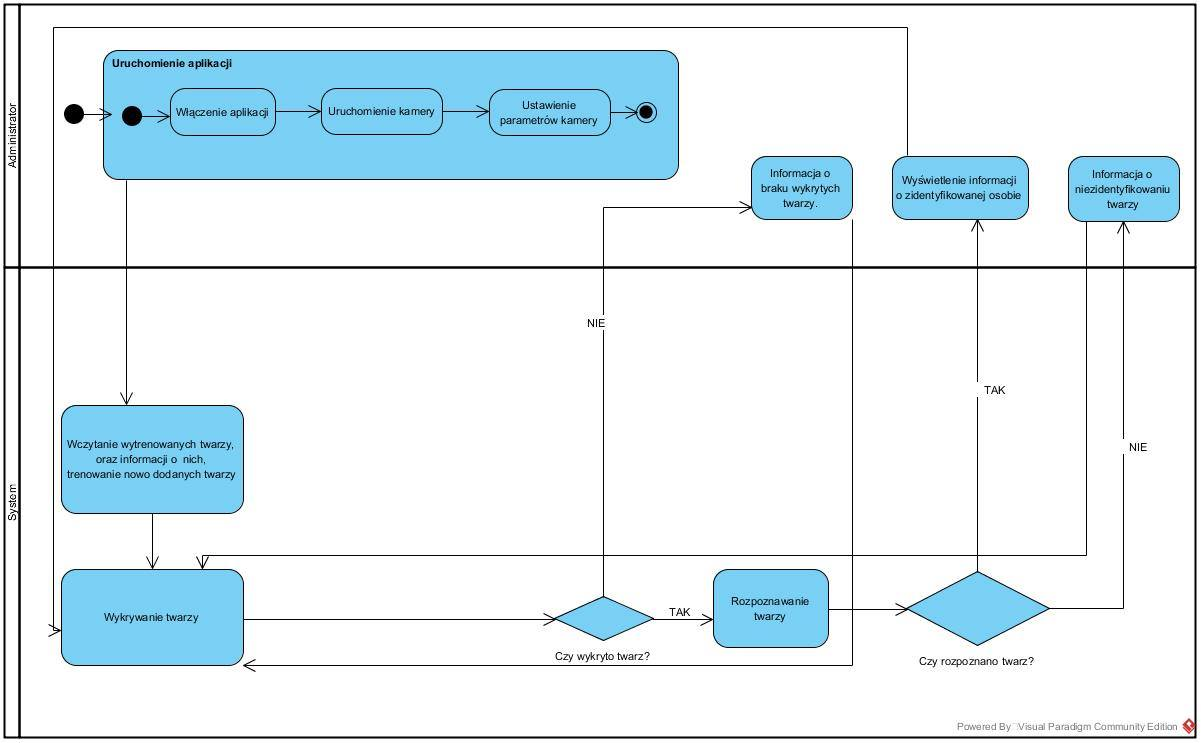 Administrator
Uruchomienie aplikacji
Włączenie aplikacji
Uruchomienie kamery
Ustawienie
parametrów kamery
Informacja o
braku wykrytych
twarzy.
Wyświetlenie informacji
o zidentyfikowanej osobie
Informacja o
niezidentyfikowaniu
twarzy
System
NIE
TAK
NIE
Wczytanie wytrenowanych twarzy,
oraz informacji o nich,
trenowanie nowo dodanych twarzy
Wykrywanie twarzy
TAK
Rozpoznawanie
twarzy
Czy wykryto twarz?
Czy rozpoznano twarz?
Powered By Visual Paradigm Community Edition